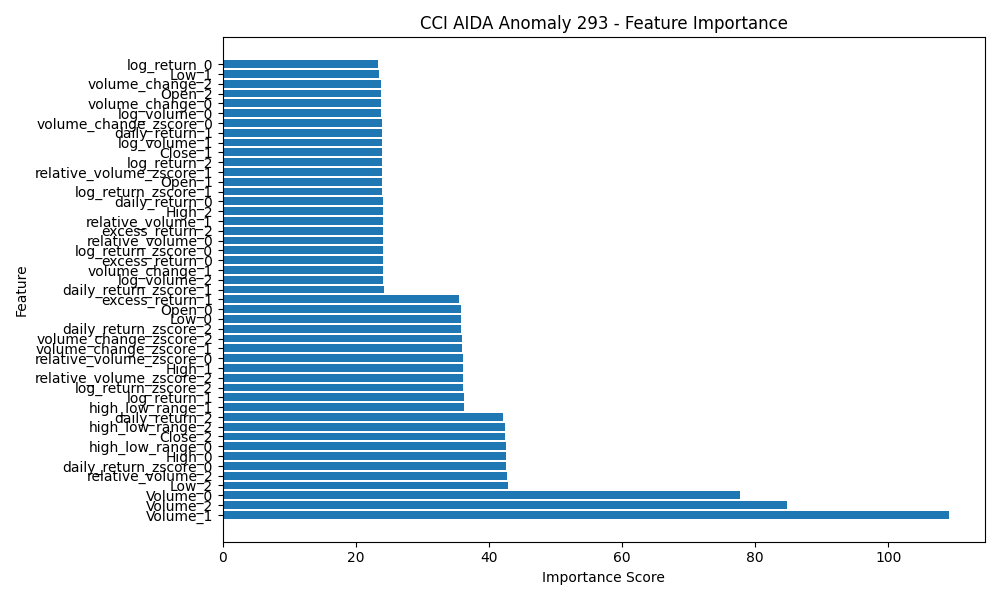 CCI AIDA Anomaly 293 - Feature Importance
log_return_0
Low_1
volume_change_2
Open_2
volume_change_0
log_volume_0
volume_change_zscore_0
daily_return_1
log_volume_1
Close_1
log_return_2
relative_volume_zscore_1
Open_1
log_return_zscore_1
daily_return_0
High_2
relative_volume_1
excess_return_2
relative_volume_0
log_return_zscore_0
excess_return_0
volume_change_1
log_volume_2
daily_return_zscore_1
excess_return_1
Open_0
Low_0
daily_return_zscore_2
volume_change_zscore_2
volume_change_zscore_1
relative_volume_zscore_0
High_1
relative_volume_zscore_2
log_return_zscore_2
log_return_1
high_low_range_1
daily_return_2
high_low_range_2
Close_2
high_low_range_0
High_0
daily_return_zscore_0
relative_volume_2
Low_2
Volume_0
Volume_2
Volume_1
Feature
0 20 40 60 80 100
Importance Score